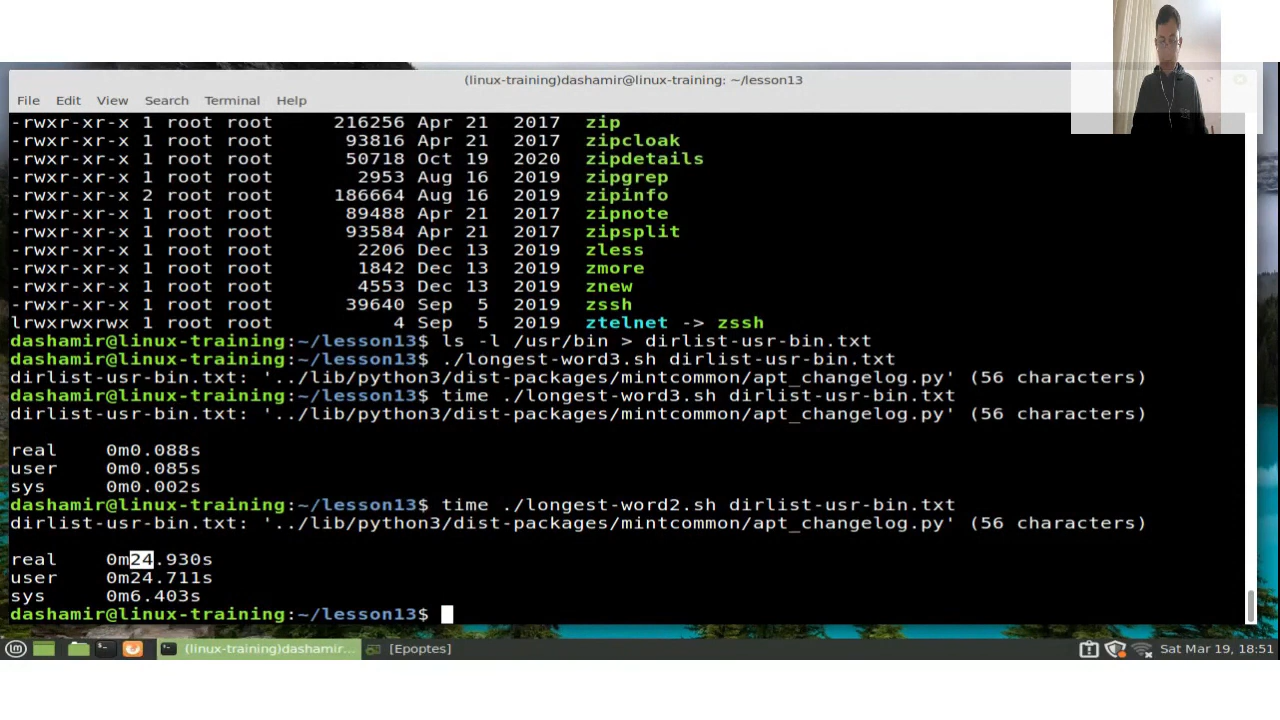 (linux-training)dashamir@linux-training: ~/lesson13
File Edit View Search Terminal Help
-rwxr-xr-x 1 root root 216256 Apr 21 2017 zip
-rwxr-xr-x 1 root root 93816 Apr 21 2017 zipcloak
-rwxr-xr-x 1 root root 50718 Oct 19 2020 zipdetails
-rwxr-xr-x 1 root root 2953 Aug 16 2019 zipgrep
-rwxr-xr-x 2 root root 186664 Aug 16 2019 zipinfo
-rwxr-xr-x 1 root root 89488 Apr 21 2017 zipnote
-rwxr-xr-x 1 root root 93584 Apr 21 2017 zipsplit
-rwxr-xr-x 1 root root 2206 Dec 13 2019 zless
-rwxr-xr-x 1 root root 1842 Dec 13 2019 zmore
-rwxr-xr-x 1 root root 4553 Dec 13 2019 znew
-rwxr-xr-x 1 root root 39640 Sep 5 2019 zssh
lrwxrwxrwx 1 root root 4 Sep 5 2019 ztelnet -> zssh
dashamir@linux-training:~/lesson13$ ls -l /usr/bin > dirlist-usr-bin.txt
dashamir@linux-training:~/lesson13$ ./longest-word3.sh dirlist-usr-bin.txt
dirlist-usr-bin.txt: '../lib/python3/dist-packages/mintcommon/apt_changelog.py' (56 characters)
dashamir@linux-training:~/lesson13$ time ./longest-word3.sh dirlist-usr-bin.txt
dirlist-usr-bin.txt: '../lib/python3/dist-packages/mintcommon/apt_changelog.py' (56 characters)
real 0m0.088s
user 0m0.085s
sys 0m0.002s
dashamir@linux-training:~/lesson13$ time ./longest-word2.sh dirlist-usr-bin.txt
dirlist-usr-bin.txt: '../lib/python3/dist-packages/mintcommon/apt_changelog.py' (56 characters)
real 0m24.930s
user 0m24.711s
sys 0m6.403s
dashamir@linux-training:~/lesson13$
(linux-training)dashamir... [Epoptes] Sat Mar 19, 18:51